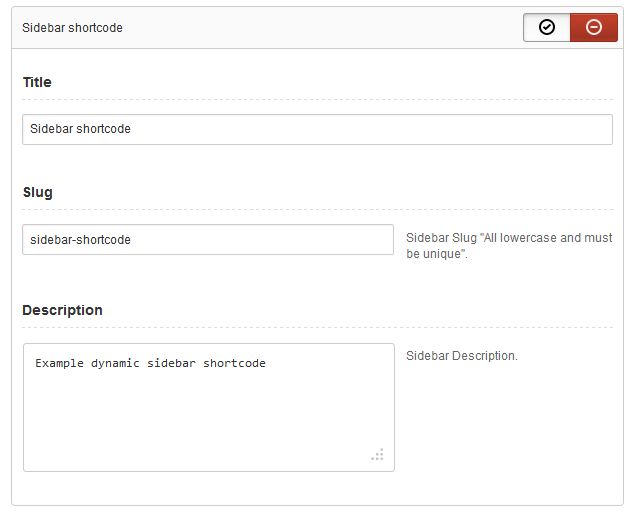 Sidebar shortcode
Title
Sidebar shortcode
Slug
sidebar-shortcode
Sidebar Slug "All lowercase and must
be unique".
Description
Example dynamic sidebar shortcode
Sidebar Description.